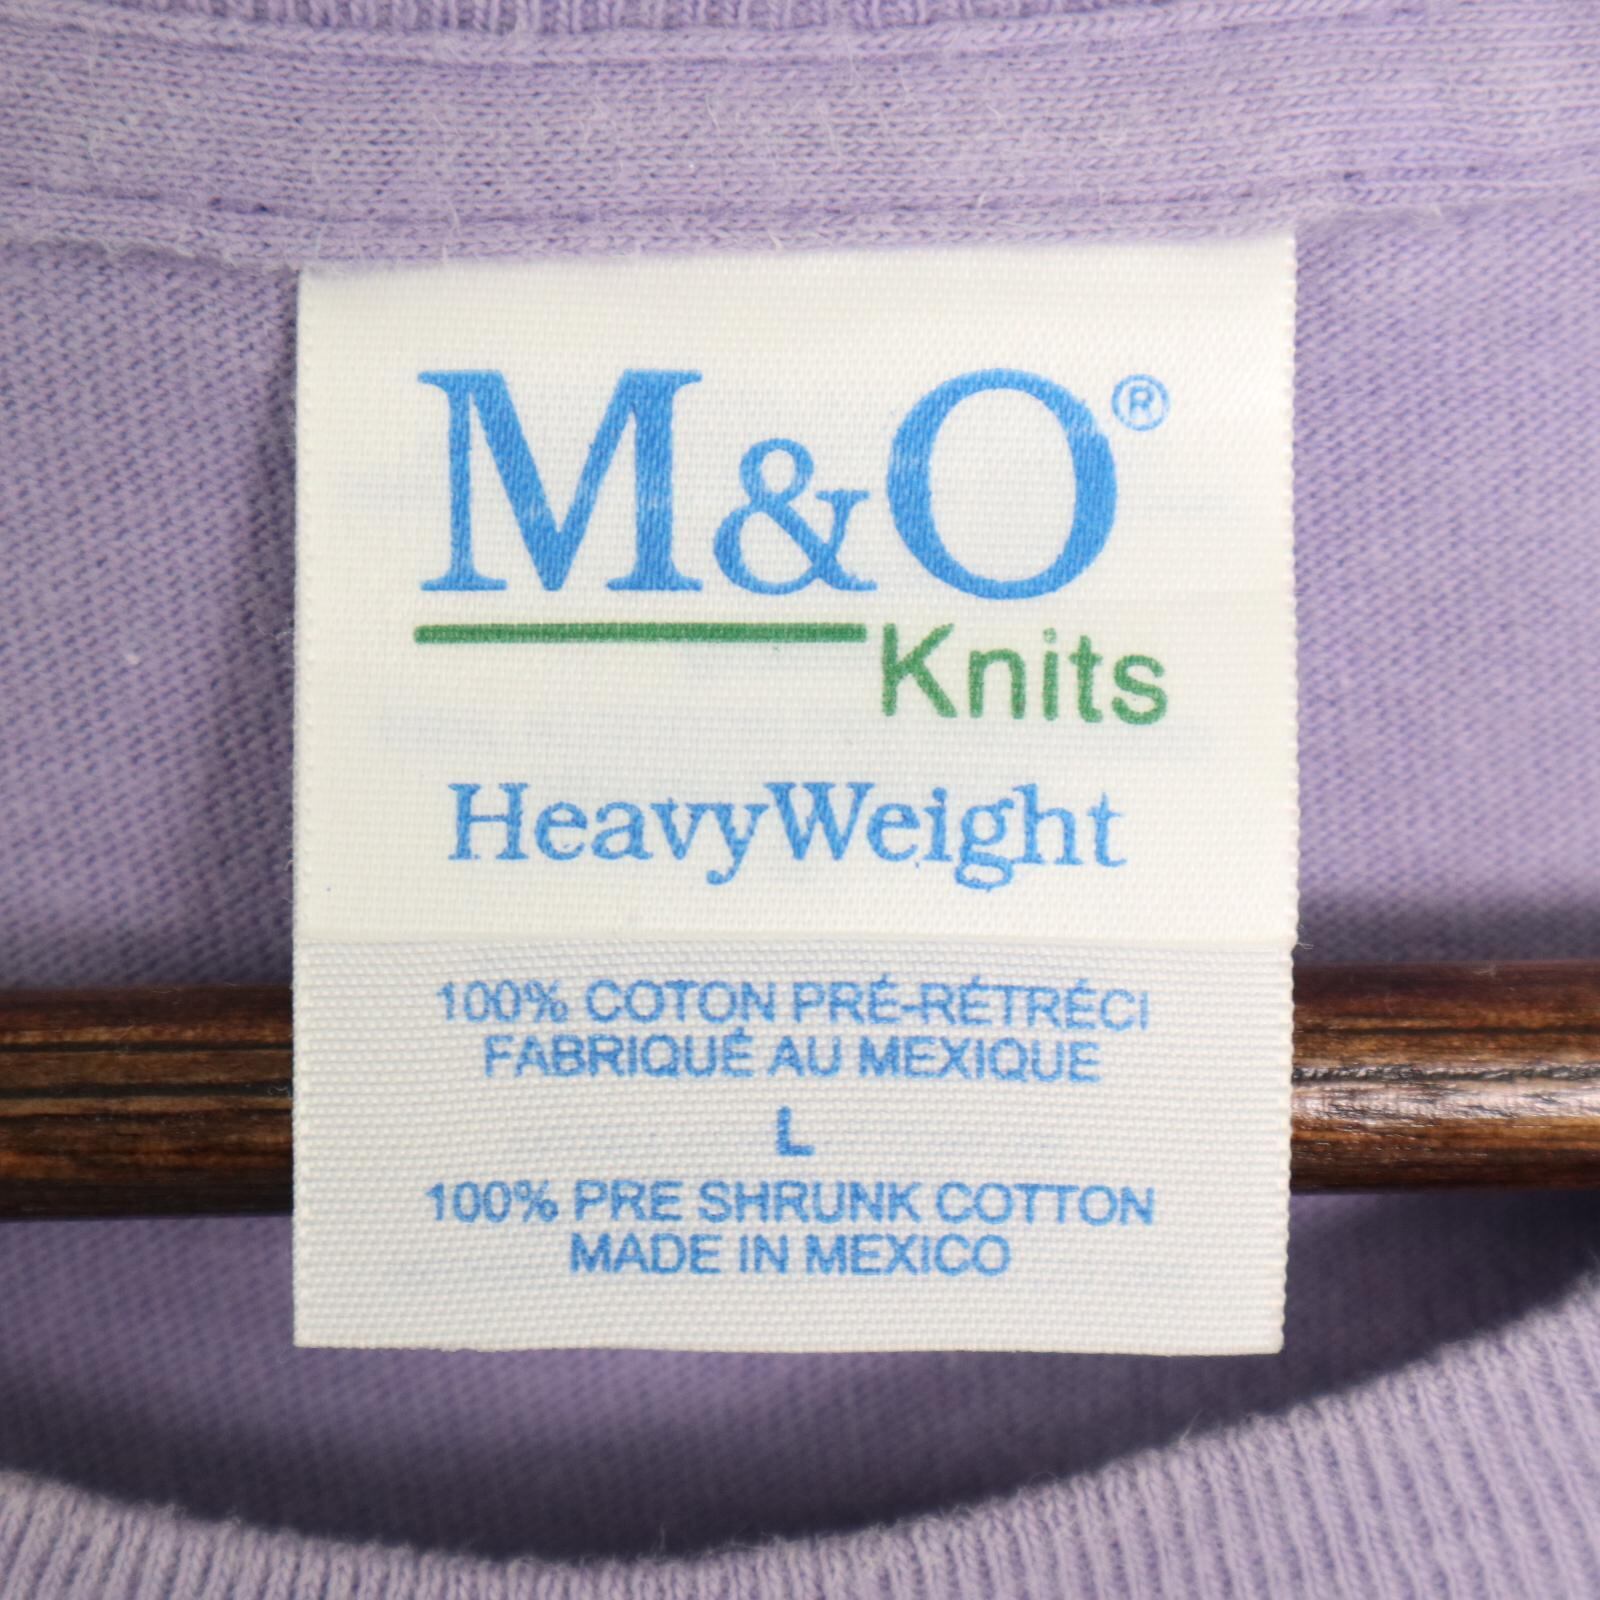 M&O®
Knits
HeavyWeight
100% COTON PRÉ-RÉTRÉCI
FABRIQUÉ AU MEXIQUE
L
100% PRE SHRUNK COTTON
MADE IN MEXICO